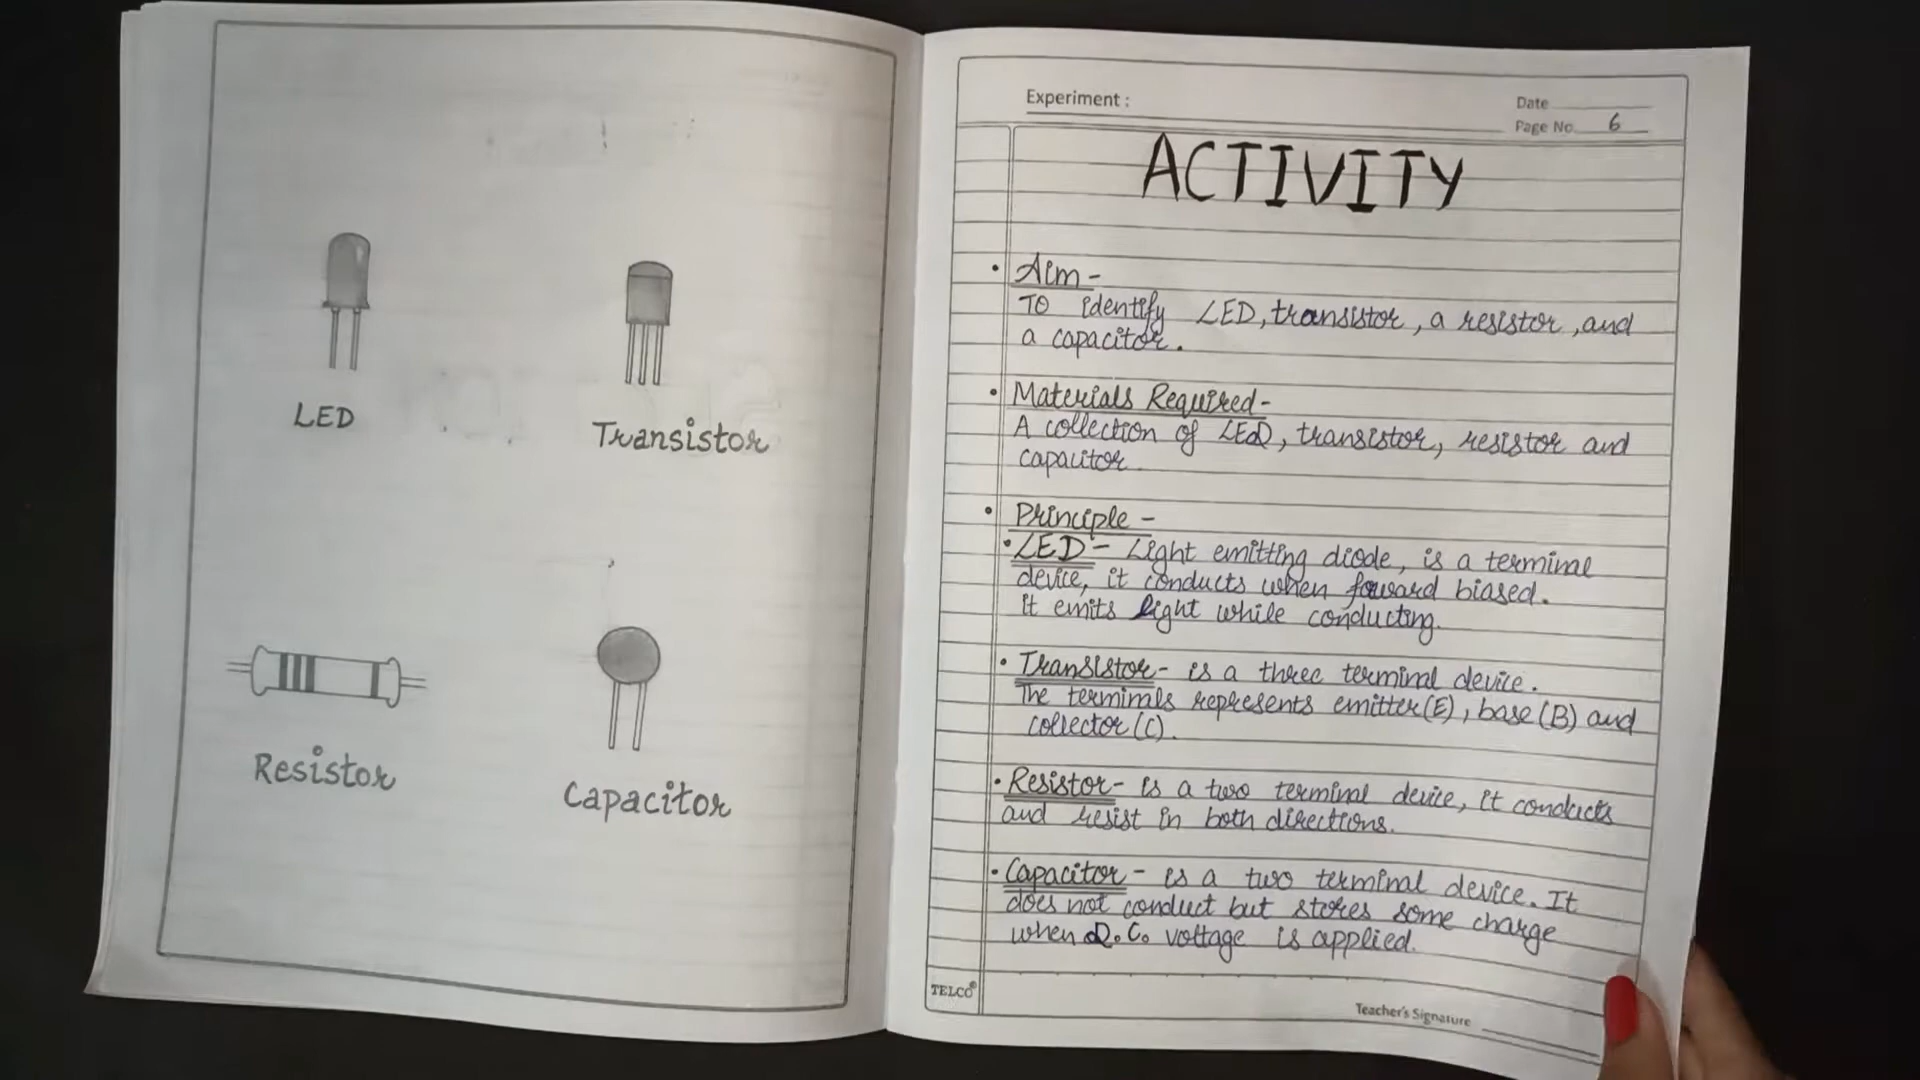 LED
Transistor
Resistor
Capacitor
Experiment :
Date
Page No. 6
ACTIVITY
• Aim -
To identify LED, transistor, a resistor, and
a capacitor.
• Materials Required -
A collection of LED, transistor, resistor and
capacitor
• Principle -
• LED - Light emitting diode, is a terminal
device, it conducts when foward biased.
It emits light while conducting.
• Transistor - is a three terminal device.
The terminals represents emitter (E), base (B) and
collector (C).
• Resistor - is a two terminal device, it conducts
and resist in both directions.
• Capacitor - is a two terminal device. It
does not conduct but stores some charge
when D.C. voltage is applied.
TELCO®
Teacher's Signature